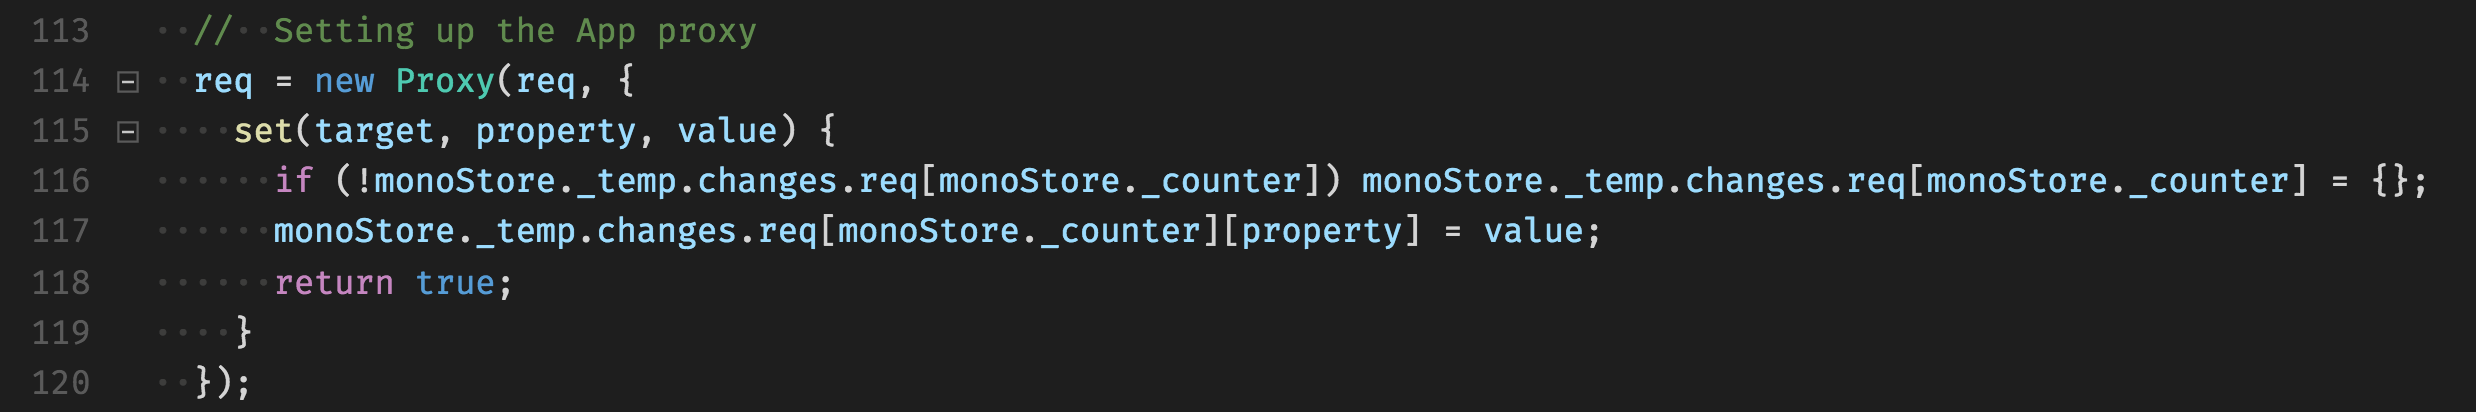 113 //  Setting up the App proxy
114 req = new Proxy(req, {
115 set(target, property, value) {
116 if (!monoStore._temp.changes.req[monoStore._counter]) monoStore._temp.changes.req[monoStore._counter] = {};
117 monoStore._temp.changes.req[monoStore._counter][property] = value;
118 return true;
119 }
120 });